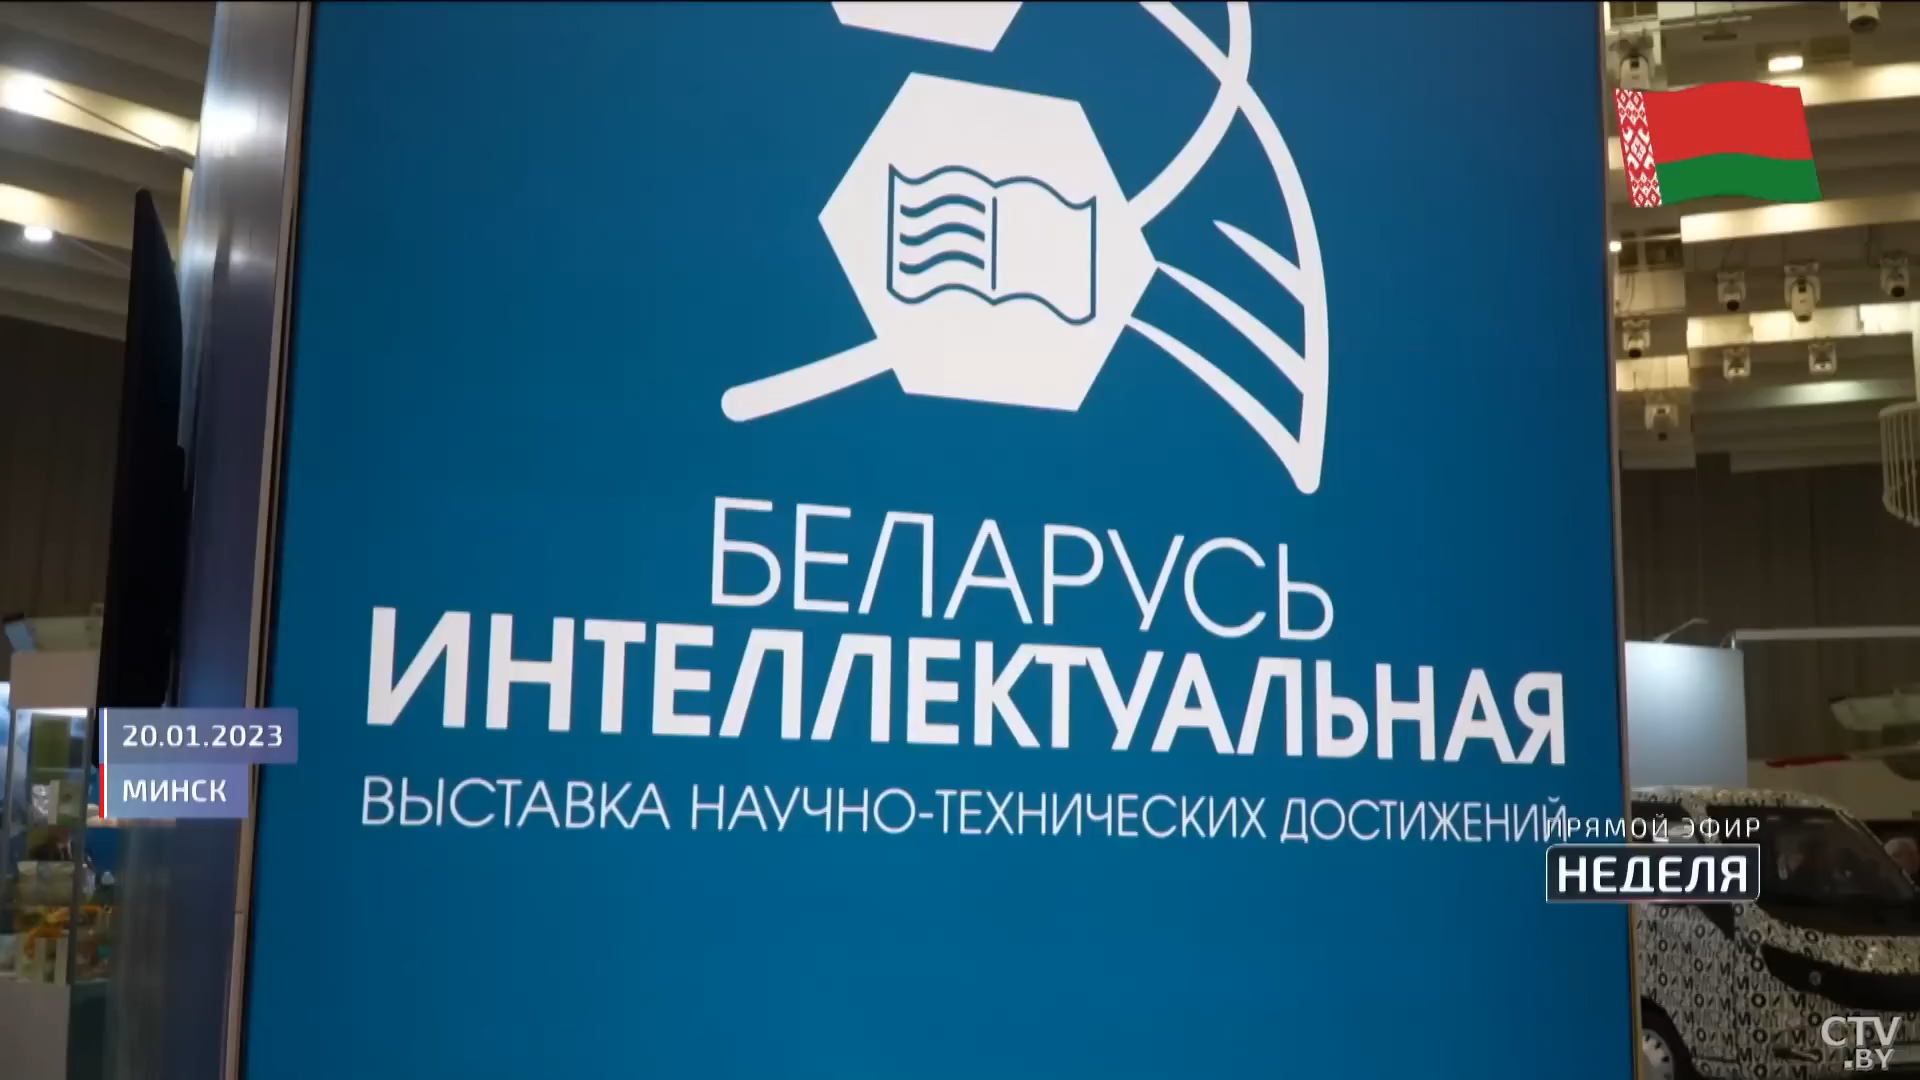 БЕЛАРУСЬ
ИНТЕЛЛЕКТУАЛЬНАЯ
ВЫСТАВКА НАУЧНО-ТЕХНИЧЕСКИХ ДОСТИЖЕНИЙ
20.01.2023
МИНСК
ПРЯМОЙ ЭФИР
НЕДЕЛЯ
CTV
.BY